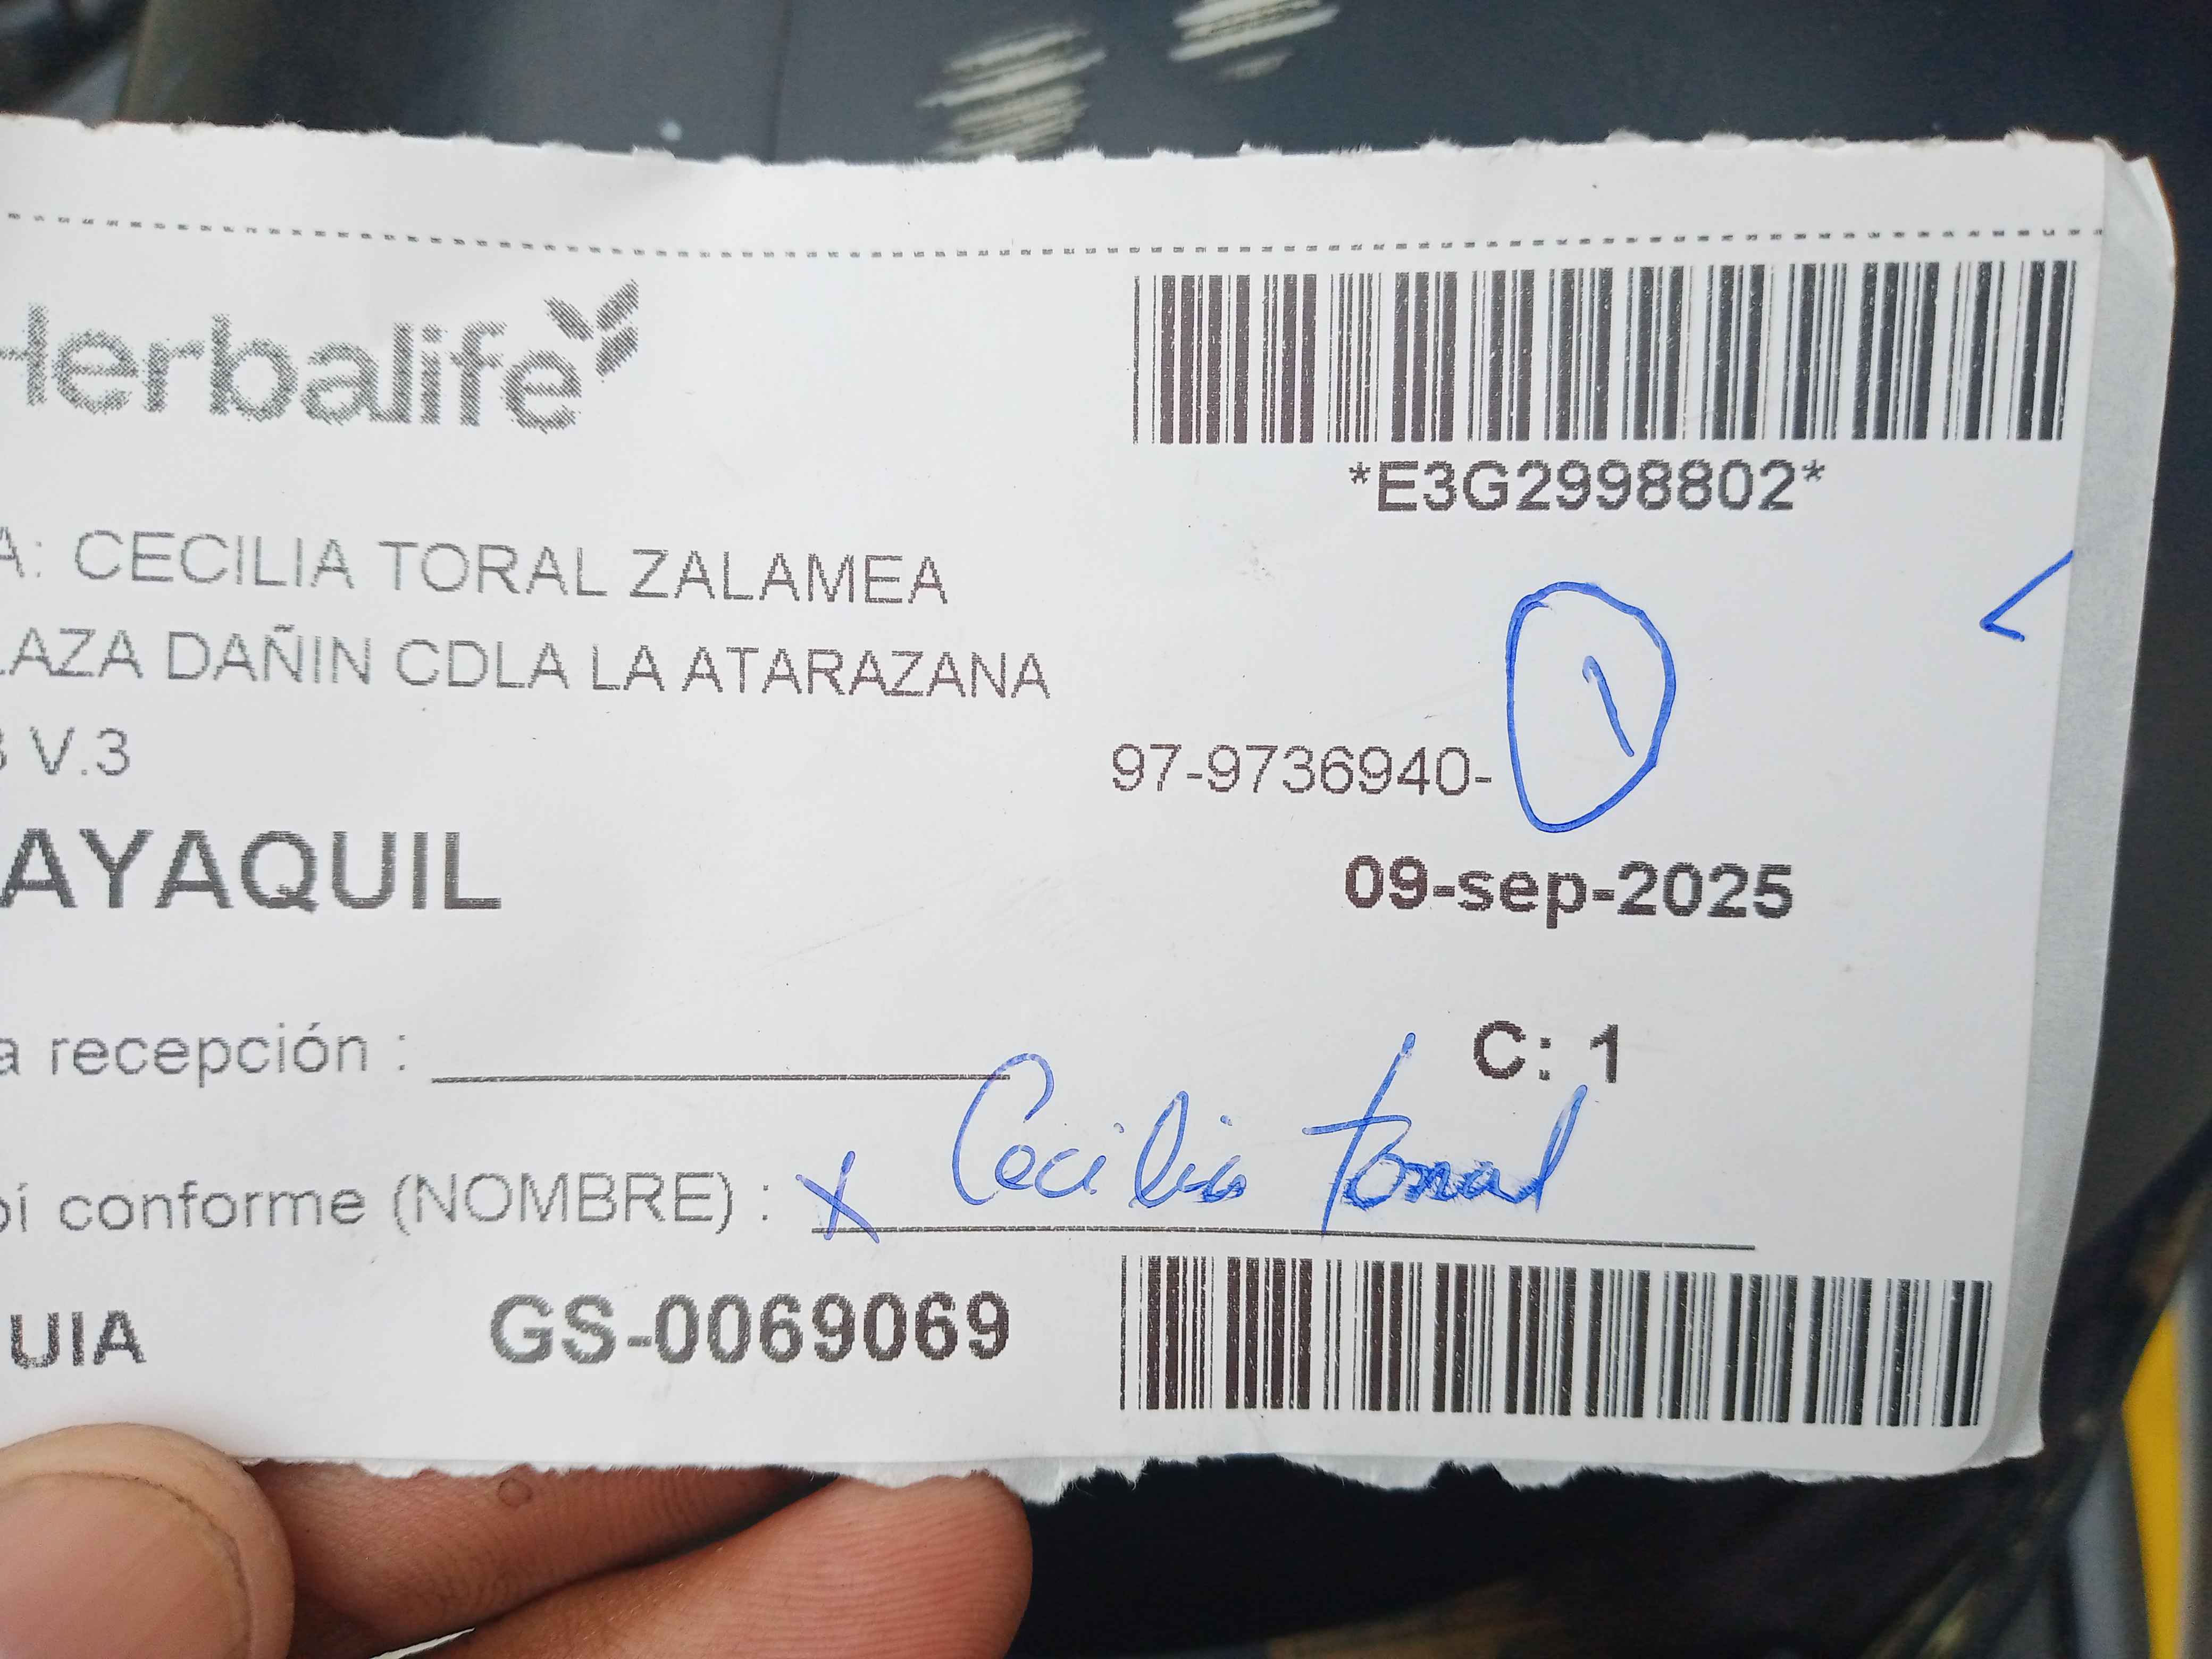 Herbalife
*E3G2998802*
A: CECILIA TORAL ZALAMEA
LAZA DAÑIN CDLA LA ATARAZANA
3 V.3
97-9736940-
1
AYAQUIL
09-sep-2025
a recepción :
C: 1
bí conforme (NOMBRE) : x Cecilia Toral
UIA GS-0069069